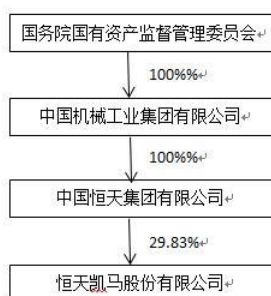 国务院国有资产监督管理委员会↵
100%%↵
中国机械工业集团有限公司↵
100%%↵
中国恒天集团有限公司↵
29.83%↵
恒天凯马股份有限公司↵